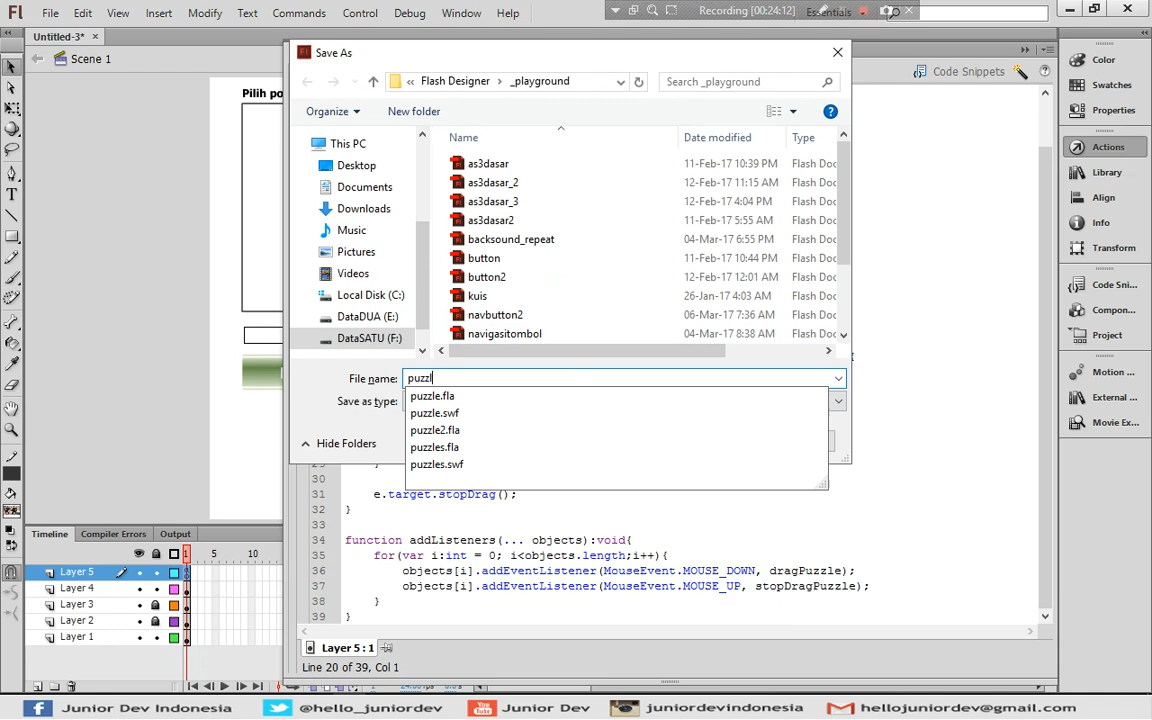 Fl File Edit View Insert Modify Text Commands Control Debug Window Help
Recording [00:24:12] Essentials
Untitled-3* ×
Scene 1
Pilih po
Save As
« Flash Designer > _playground
Search _playground
Organize New folder
This PC
Desktop
Documents
Downloads
Music
Pictures
Videos
Local Disk (C:)
DataDUA (E:)
DataSATU (F:)
Name Date modified Type
as3dasar 11-Feb-17 10:39 PM Flash Doc
as3dasar_2 12-Feb-17 11:15 AM Flash Doc
as3dasar_3 12-Feb-17 4:04 PM Flash Doc
as3dasar2 11-Feb-17 5:55 AM Flash Doc
backsound_repeat 04-Mar-17 6:55 PM Flash Doc
button 11-Feb-17 10:44 PM Flash Doc
button2 12-Feb-17 12:01 AM Flash Doc
kuis 26-Jan-17 4:03 AM Flash Doc
navbutton2 06-Mar-17 7:36 AM Flash Doc
navigasitombol 04-Mar-17 8:38 AM Flash Doc
File name: puzzl
Save as type:
puzzle.fla
puzzle.swf
puzzle2.fla
puzzles.fla
puzzles.swf
Hide Folders
Code Snippets
Color
Swatches
Properties
Actions
Library
Align
Info
Transform
Code Sni...
Compon...
Project
Motion ...
External ...
Movie Ex...
30
31 e.target.stopDrag();
32 }
33
34 function addListeners(... objects):void{
35 for(var i:int = 0; i<objects.length;i++){
36 objects[i].addEventListener(MouseEvent.MOUSE_DOWN, dragPuzzle);
37 objects[i].addEventListener(MouseEvent.MOUSE_UP, stopDragPuzzle);
38 }
39 }
Layer 5 : 1
Line 20 of 39, Col 1
Timeline Compiler Errors Output
1 5 10
Layer 5
Layer 4
Layer 3
Layer 2
Layer 1
Junior Dev Indonesia @hello_juniordev Junior Dev juniordevindonesia hellojuniordev@gmail.com